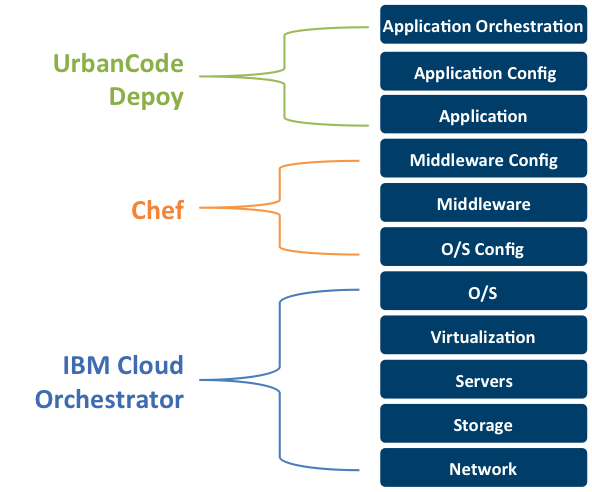 UrbanCode
Depoy
Chef
IBM Cloud
Orchestrator
Application Orchestration
Application Config
Application
Middleware Config
Middleware
O/S Config
O/S
Virtualization
Servers
Storage
Network